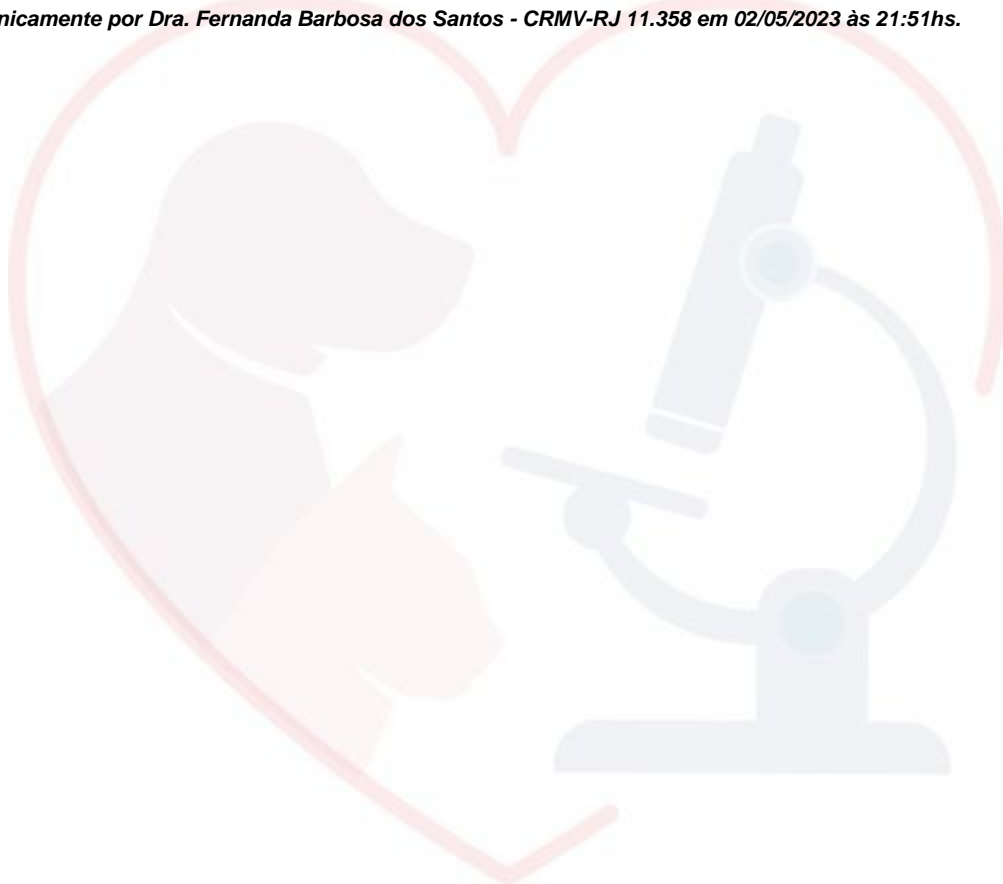 nicamente por Dra. Fernanda Barbosa dos Santos - CRMV-RJ 11.358 em 02/05/2023 às 21:51hs.